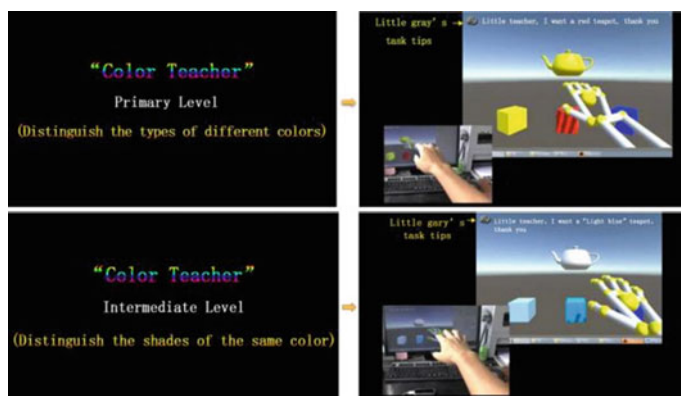 “Color Teacher”
Primary Level
(Distinguish the types of different colors)
Little gray’s
task tips
Little teacher, I want a red teapot, thank you
“Color Teacher”
Intermediate Level
(Distinguish the shades of the same color)
Little gary’s
task tips
Little teacher, I want a “Light blue” teapot,
thank you